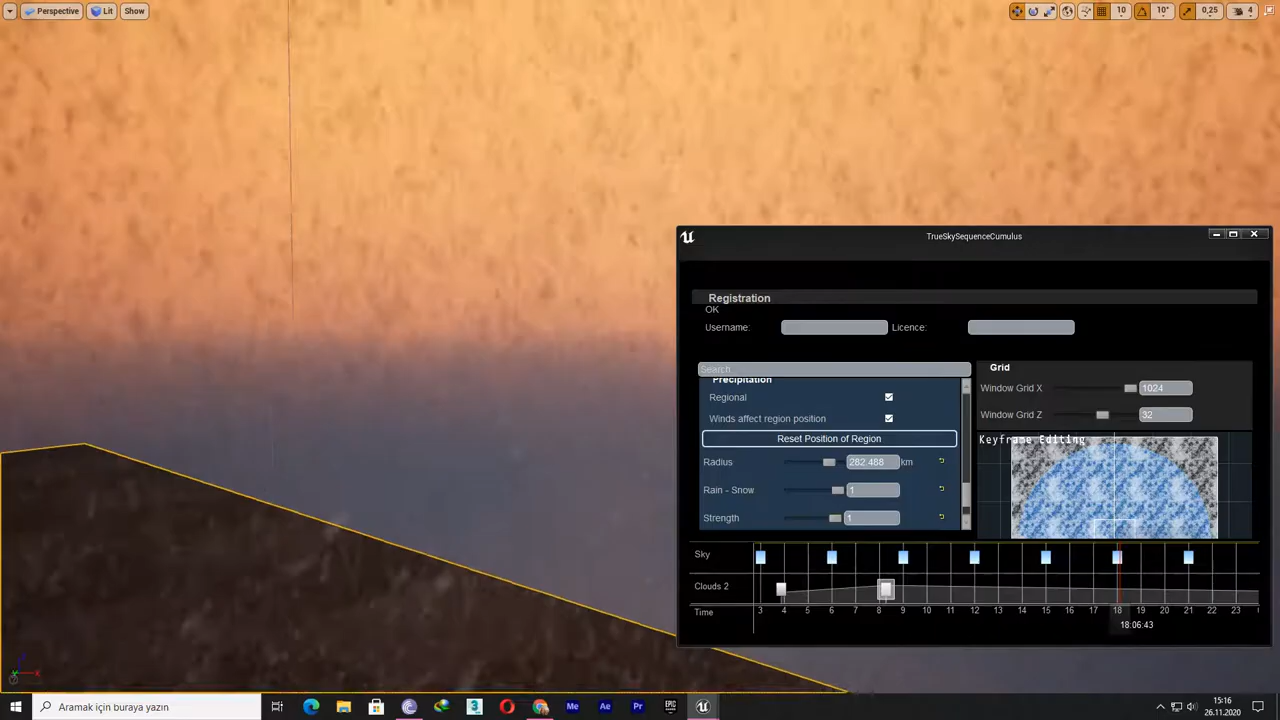 Perspective
Lit
Show
10
10°
0,25
4
TrueSkySequenceCumulus
Registration
OK
Username:
Licence:
Search
Precipitation
Regional
Winds affect region position
Reset Position of Region
Radius
282.488
km
Rain - Snow
1
Strength
1
Grid
Window Grid X
1024
Window Grid Z
32
Keyframe Editing
Sky
Clouds 2
Time
3 4 5 6 7 8 9 10 11 12 13 14 15 16 17 18 19 20 21 22 23
18:06:43
Aramak için buraya yazın
3
Me
Ae
Pr
EPIC
15:16
26.11.2020